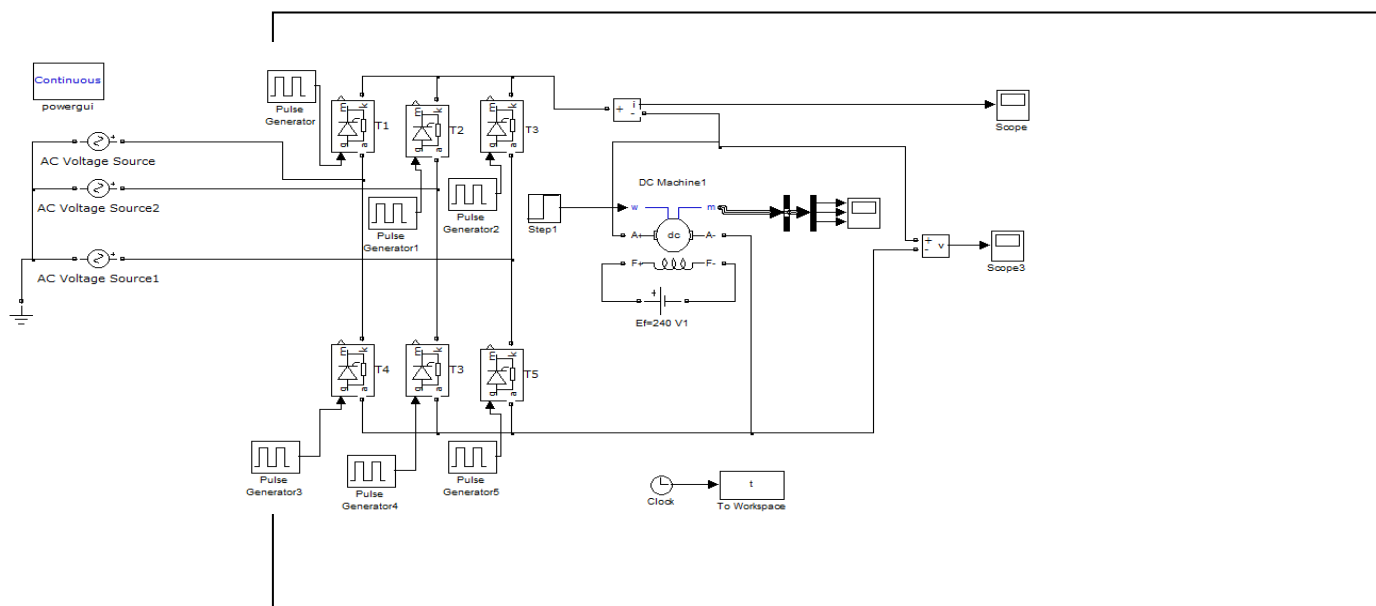 Continuous
powergui
AC Voltage Source
AC Voltage Source2
AC Voltage Source1
Pulse
Generator
m
k
g
a
T1
m
k
g
a
T2
m
k
g
a
T3
Pulse
Generator1
Pulse
Generator2
+
i
-
Scope
DC Machine1
Step1
w
m
A+
dc
A-
F+
F-
+
Ef=240 V1
+
-
v
Scope3
m
k
g
a
T4
m
k
g
a
T3
m
k
g
a
T5
Pulse
Generator3
Pulse
Generator4
Pulse
Generator5
Clock
t
To Workspace
+
+
+